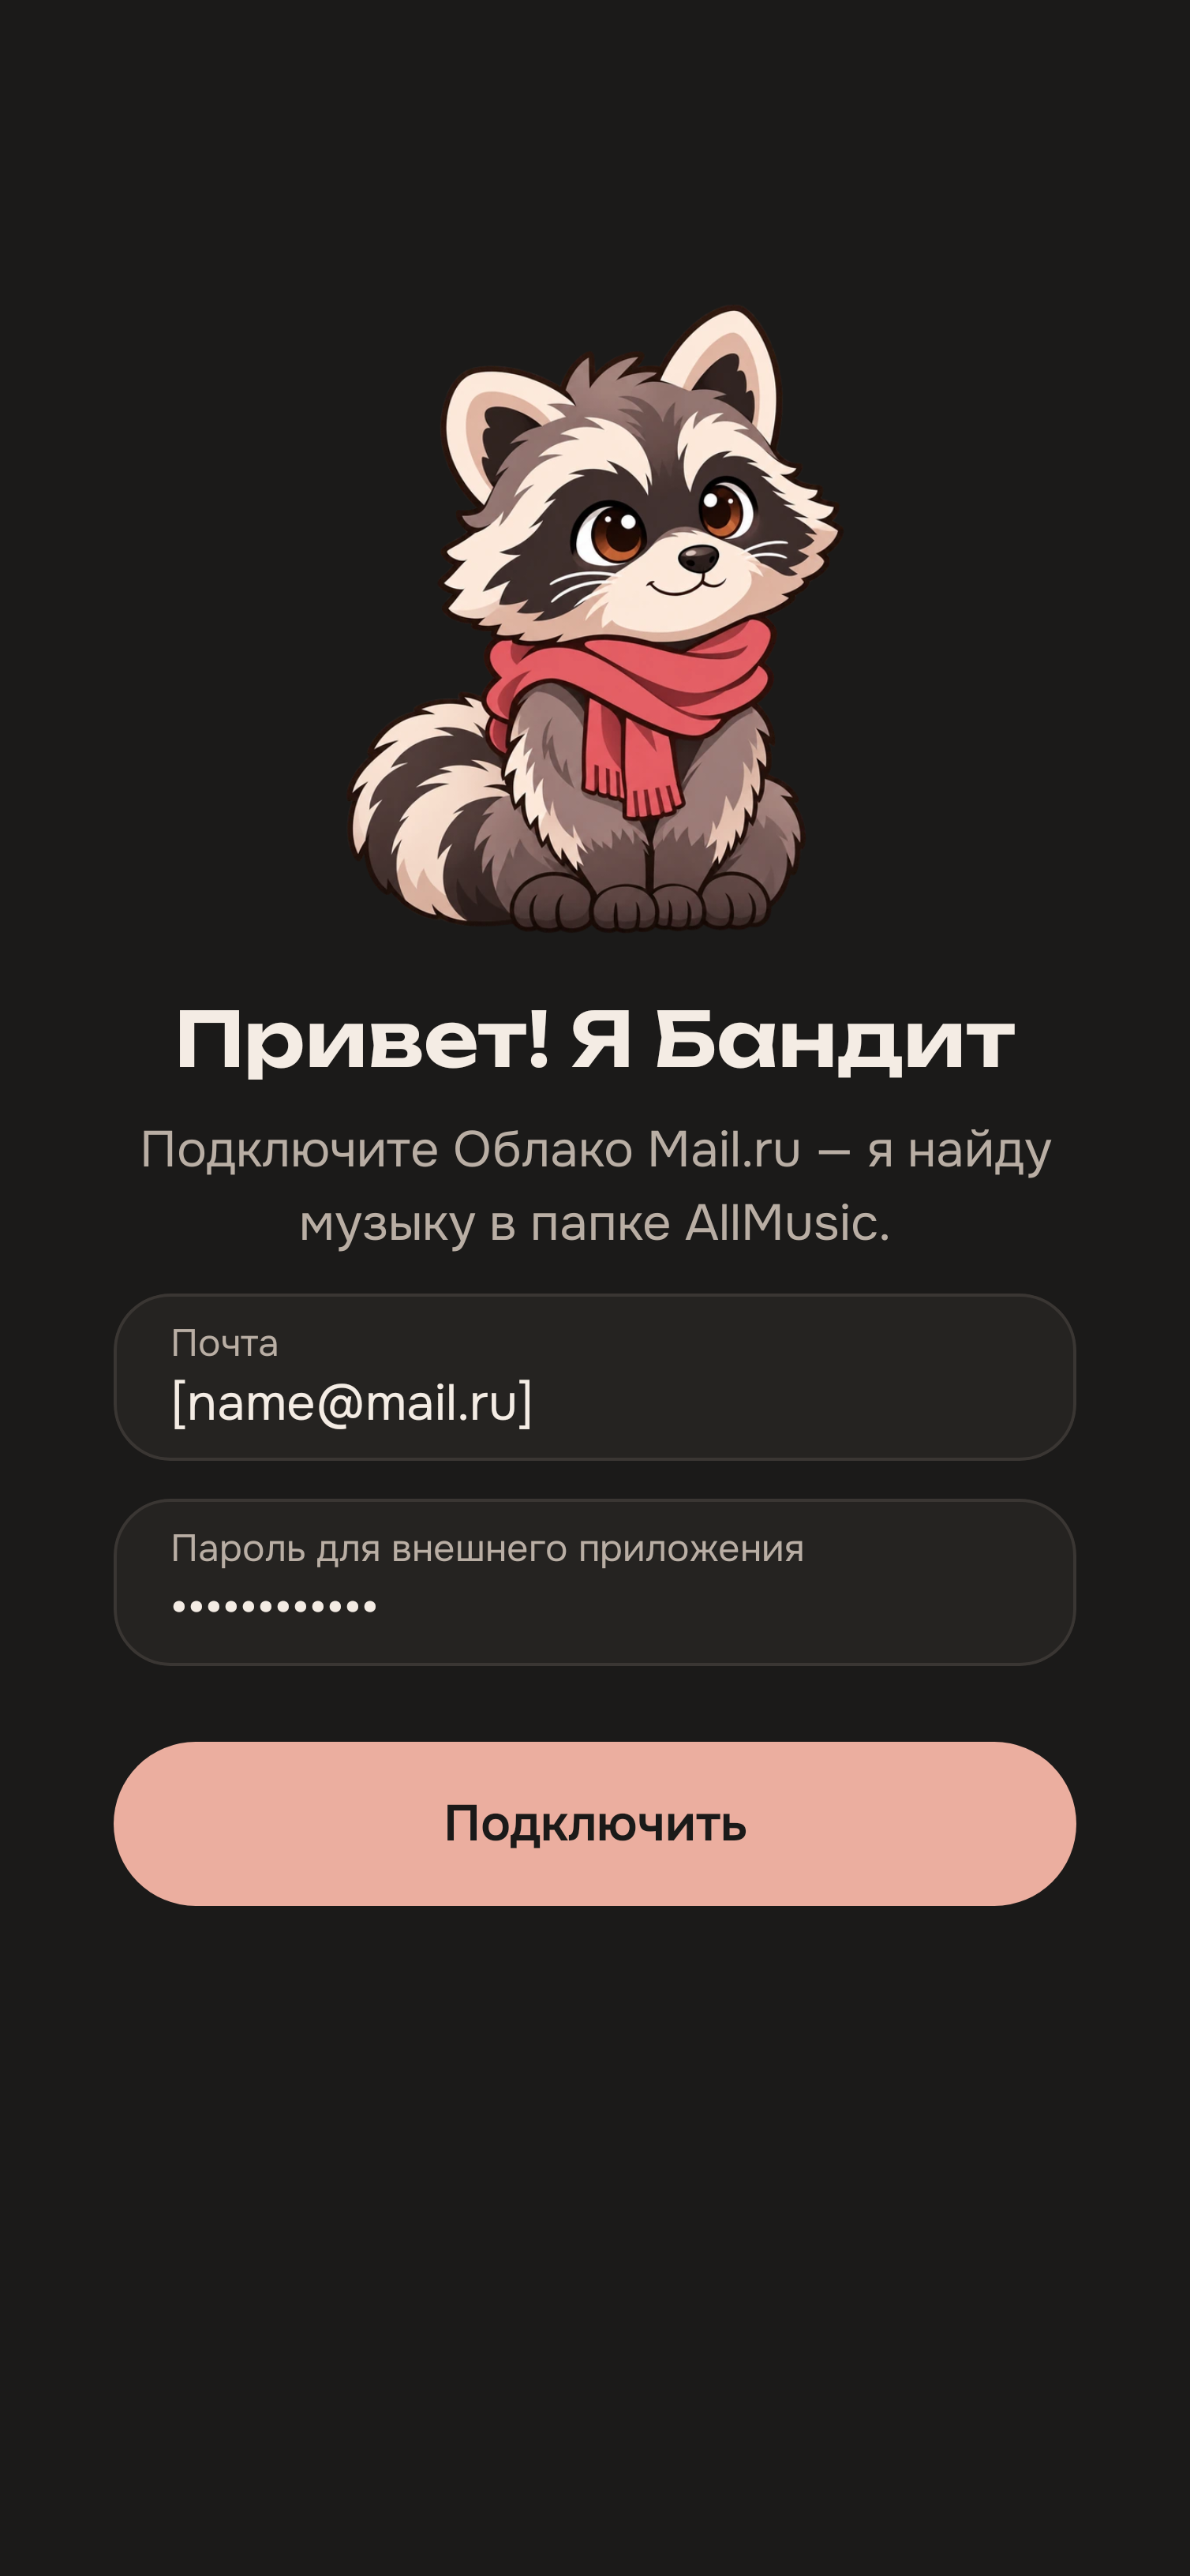 Привет! Я Бандит
Подключите Облако Mail.ru — я найду
музыку в папке AllMusic.
Почта
[name@mail.ru]
Пароль для внешнего приложения
••••••••••••
Подключить